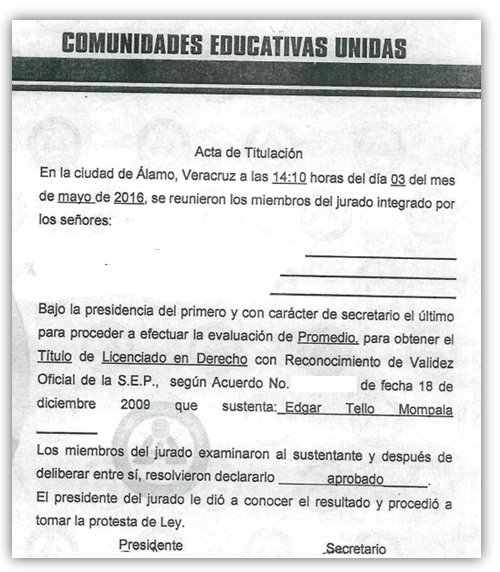 COMUNIDADES EDUCATIVAS UNIDAS
Acta de Titulación
En la ciudad de Álamo, Veracruz a las 14:10 horas del día 03 del mes
de mayo de 2016, se reunieron los miembros del jurado integrado por
los señores:
Bajo la presidencia del primero y con carácter de secretario el último
para proceder a efectuar la evaluación de Promedio, para obtener el
Título de Licenciado en Derecho con Reconocimiento de Validez
Oficial de la S.E.P., según Acuerdo No. de fecha 18 de
diciembre 2009 que sustenta: Edgar Tello Mompala
Los miembros del jurado examinaron al sustentante y después de
deliberar entre sí, resolvieron declararlo aprobado.
El presidente del jurado le dió a conocer el resultado y procedió a
tomar la protesta de Ley.
Presidente Secretario